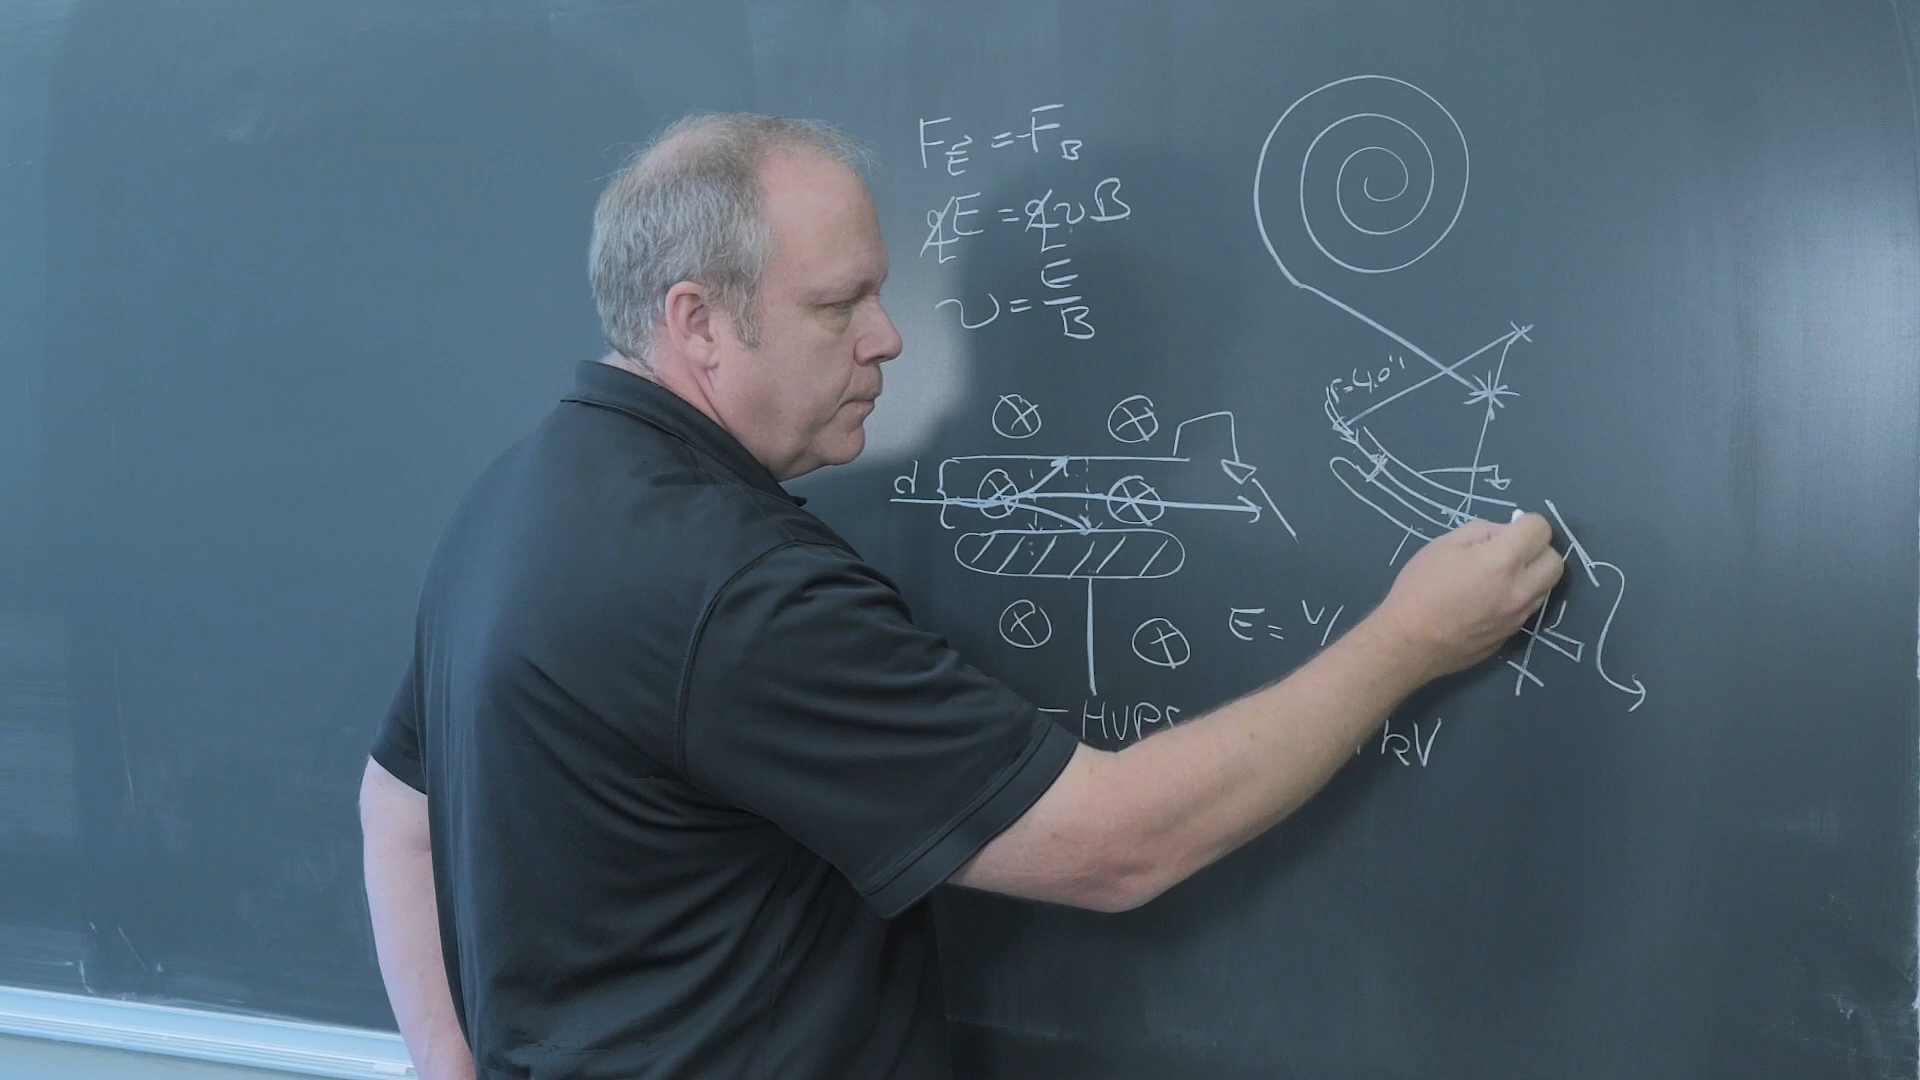 F_E⃗ = -F_B
qE = qvB
v = E/B
r=4.0"
d
E = V/
- HVPS
kV